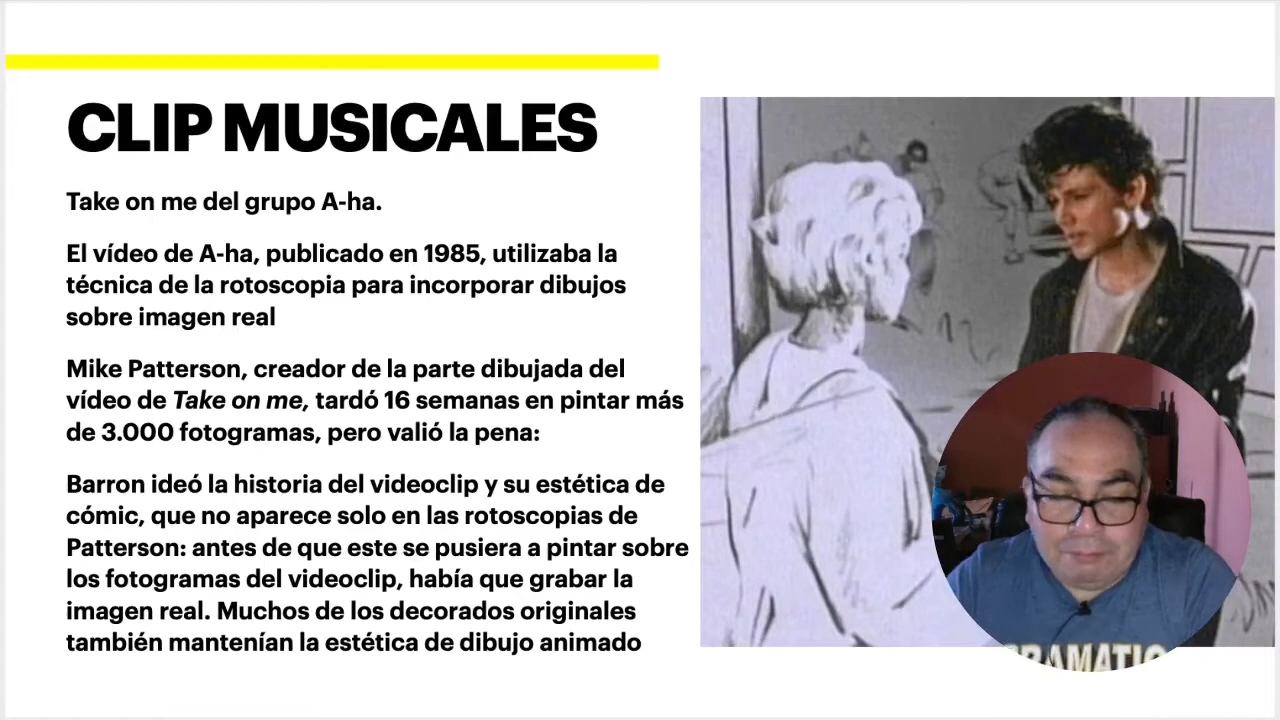 CLIP MUSICALES
Take on me del grupo A-ha.
El vídeo de A-ha, publicado en 1985, utilizaba la
técnica de la rotoscopia para incorporar dibujos
sobre imagen real
Mike Patterson, creador de la parte dibujada del
vídeo de Take on me, tardó 16 semanas en pintar más
de 3.000 fotogramas, pero valió la pena:
Barron ideó la historia del videoclip y su estética de
cómic, que no aparece solo en las rotoscopias de
Patterson: antes de que este se pusiera a pintar sobre
los fotogramas del videoclip, había que grabar la
imagen real. Muchos de los decorados originales
también mantenían la estética de dibujo animado